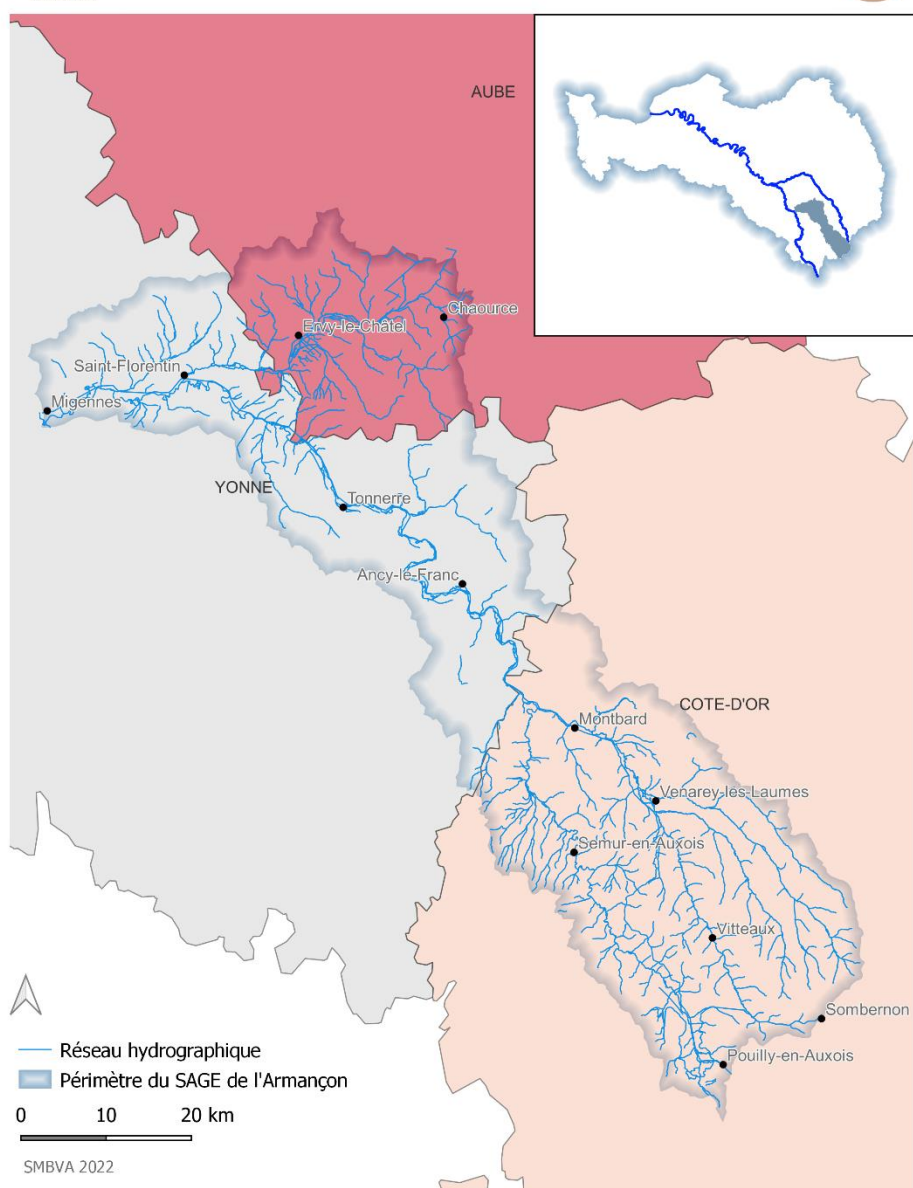 AUBE
Chaource
Ervy-le-Châtel
Saint-Florentin
Migennes
YONNE
Tonnerre
Ancy-le-Franc
COTE-D'OR
Montbard
Venarey-les-Laumes
Semur-en-Auxois
Vitteaux
Sombernon
Pouilly-en-Auxois
Réseau hydrographique
Périmètre du SAGE de l'Armançon
0 10 20 km
SMBVA 2022